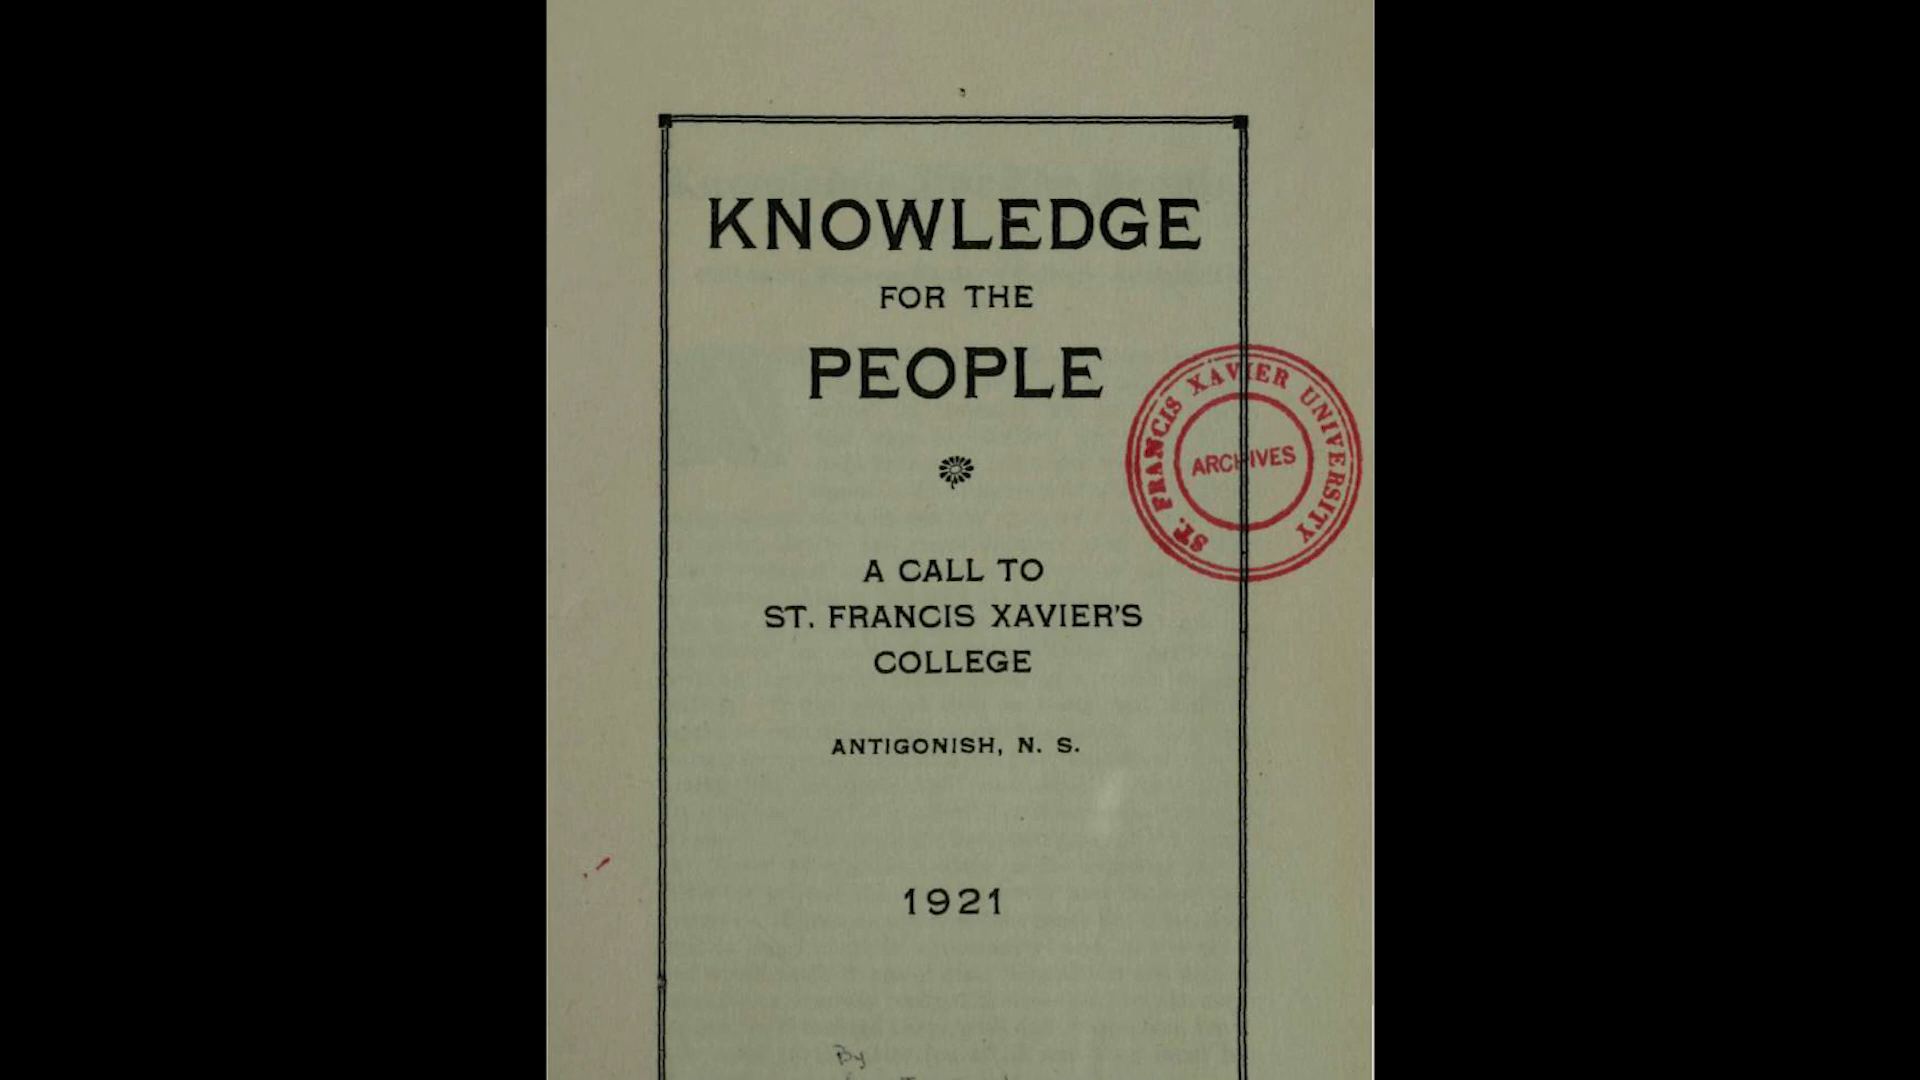 KNOWLEDGE
FOR THE
PEOPLE
ST. FRANCIS XAVIER UNIVERSITY
ARCHIVES
A CALL TO
ST. FRANCIS XAVIER'S
COLLEGE
ANTIGONISH, N. S.
1921
By